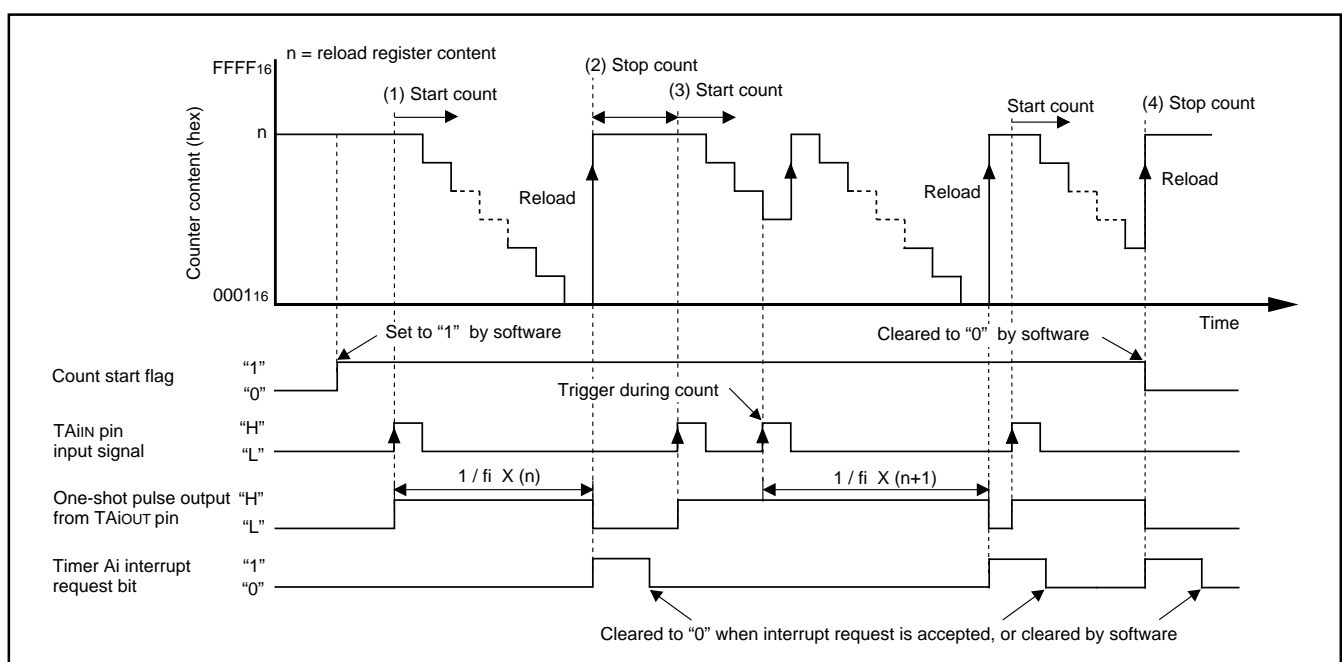 n = reload register content
FFFF16
(2) Stop count
(1) Start count
(3) Start count
Start count
(4) Stop count
n
Counter content (hex)
Reload
Reload
Reload
000116
Time
Set to “1” by software
Cleared to “0” by software
Count start flag
“1”
“0”
Trigger during count
TAiIN pin
input signal
“H”
“L”
1 / fi X (n)
1 / fi X (n+1)
One-shot pulse output
from TAiOUT pin
“H”
“L”
Timer Ai interrupt
request bit
“1”
“0”
Cleared to “0” when interrupt request is accepted, or cleared by software